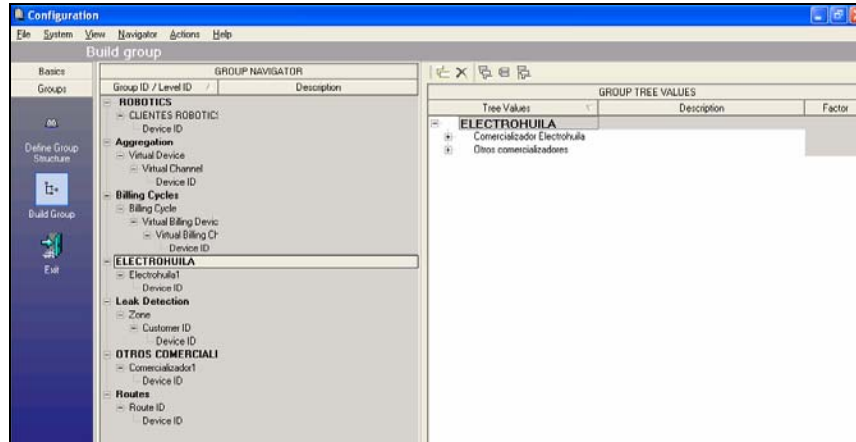 Configuration
File System View Navigator Actions Help
Build group
Basics
Groups
Define Group
Structure
Build Group
Exit
GROUP NAVIGATOR
Group ID / Level ID / Description
ROBOTICS
CLIENTES ROBOTIC:
Device ID
Aggregation
Virtual Device
Virtual Channel
Device ID
Billing Cycles
Billing Cycle
Virtual Billing Devic
Virtual Billing Ch
Device ID
ELECTROHUILA
Electrohuila1
Device ID
Leak Detection
Zone
Customer ID
Device ID
OTROS COMERCIALI
Comercializador1
Device ID
Routes
Route ID
Device ID
GROUP TREE VALUES
Tree Values Description Factor
ELECTROHUILA
Comercializador Electrohuila
Otros comercializadores